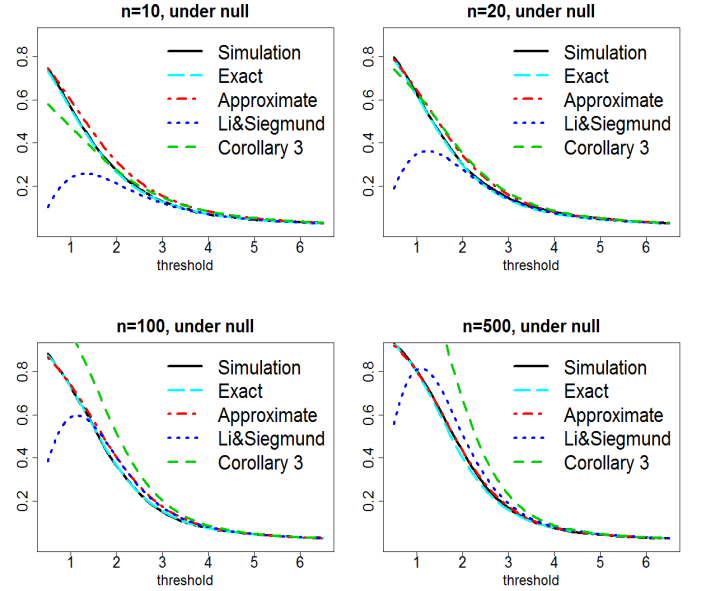 n=10, under null
0.8
0.6
0.4
0.2
Simulation
Exact
Approximate
Li&Siegmund
Corollary 3
1 2 3 4 5 6
threshold
n=20, under null
0.8
0.6
0.4
0.2
Simulation
Exact
Approximate
Li&Siegmund
Corollary 3
1 2 3 4 5 6
threshold
n=100, under null
0.8
0.6
0.4
0.2
Simulation
Exact
Approximate
Li&Siegmund
Corollary 3
1 2 3 4 5 6
threshold
n=500, under null
0.8
0.6
0.4
0.2
Simulation
Exact
Approximate
Li&Siegmund
Corollary 3
1 2 3 4 5 6
threshold